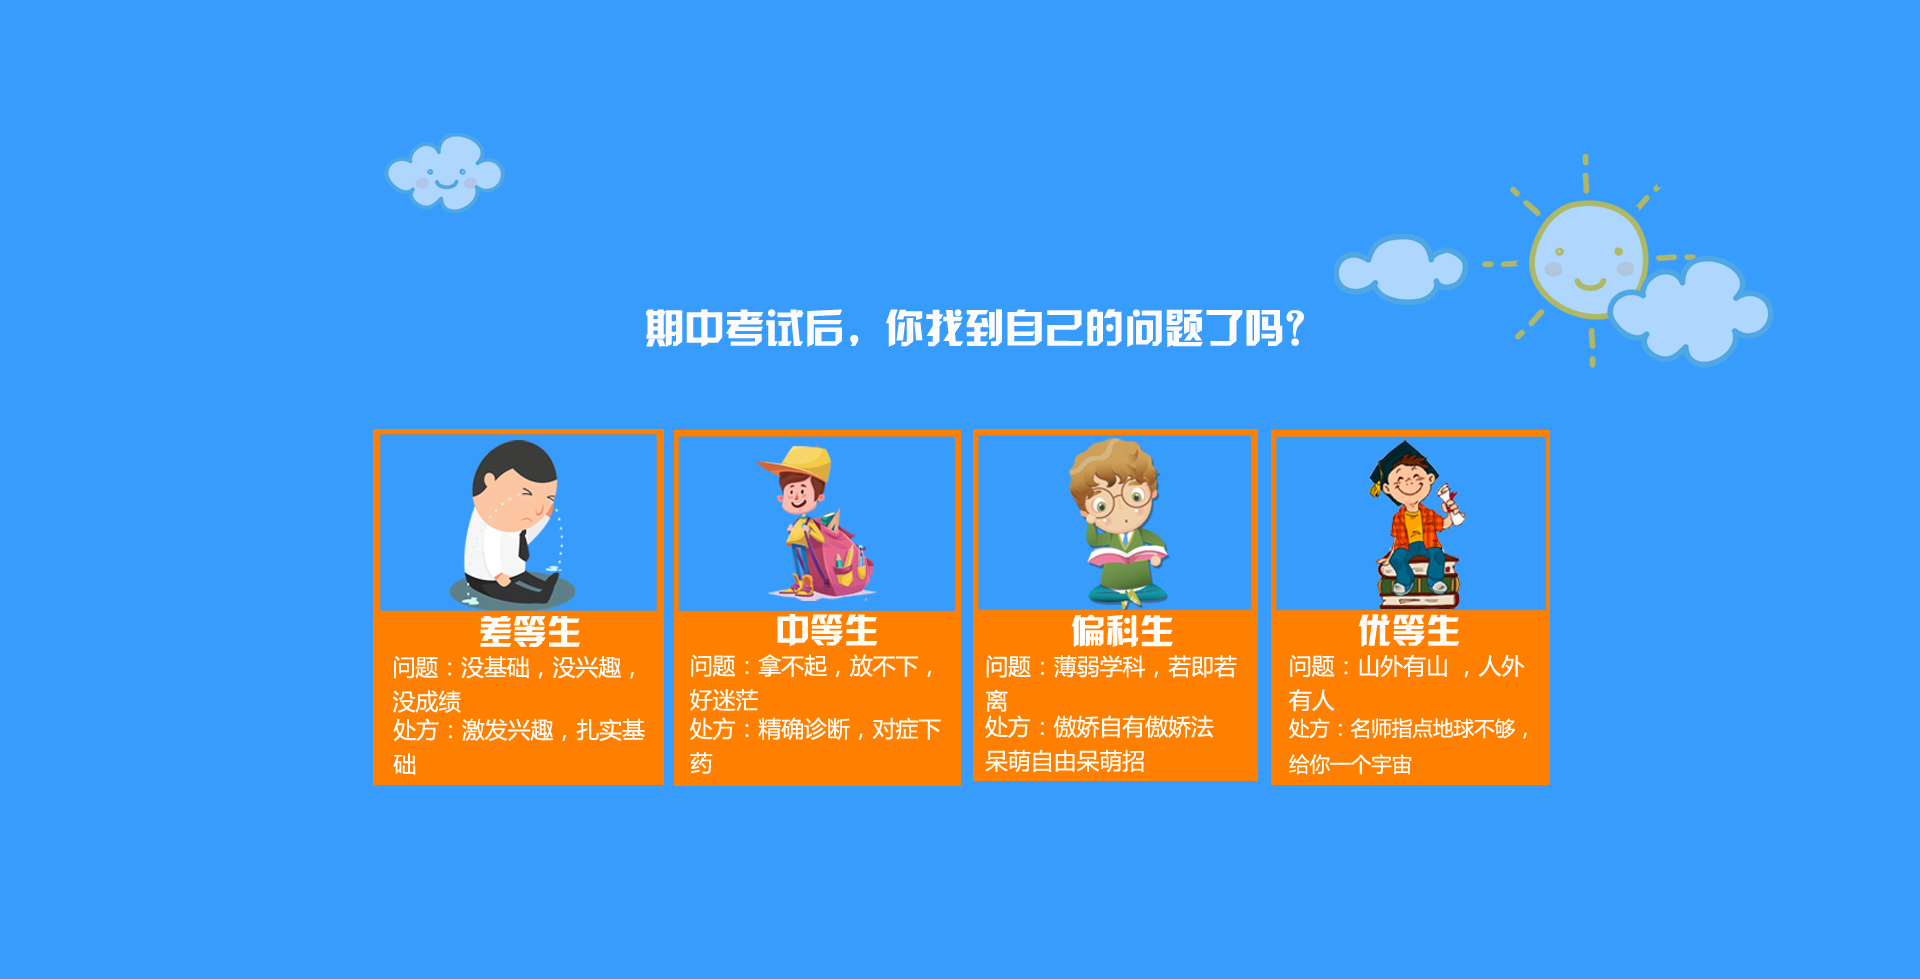 期中考试后，你找到自己的问题了吗?
差等生
问题：没基础，没兴趣，
没成绩
处方：激发兴趣，扎实基
础
中等生
问题：拿不起，放不下，
好迷茫
处方：精确诊断，对症下
药
偏科生
问题：薄弱学科，若即若
离
处方：傲娇自有傲娇法
呆萌自由呆萌招
优等生
问题：山外有山 ，人外
有人
处方：名师指点地球不够，
给你一个宇宙